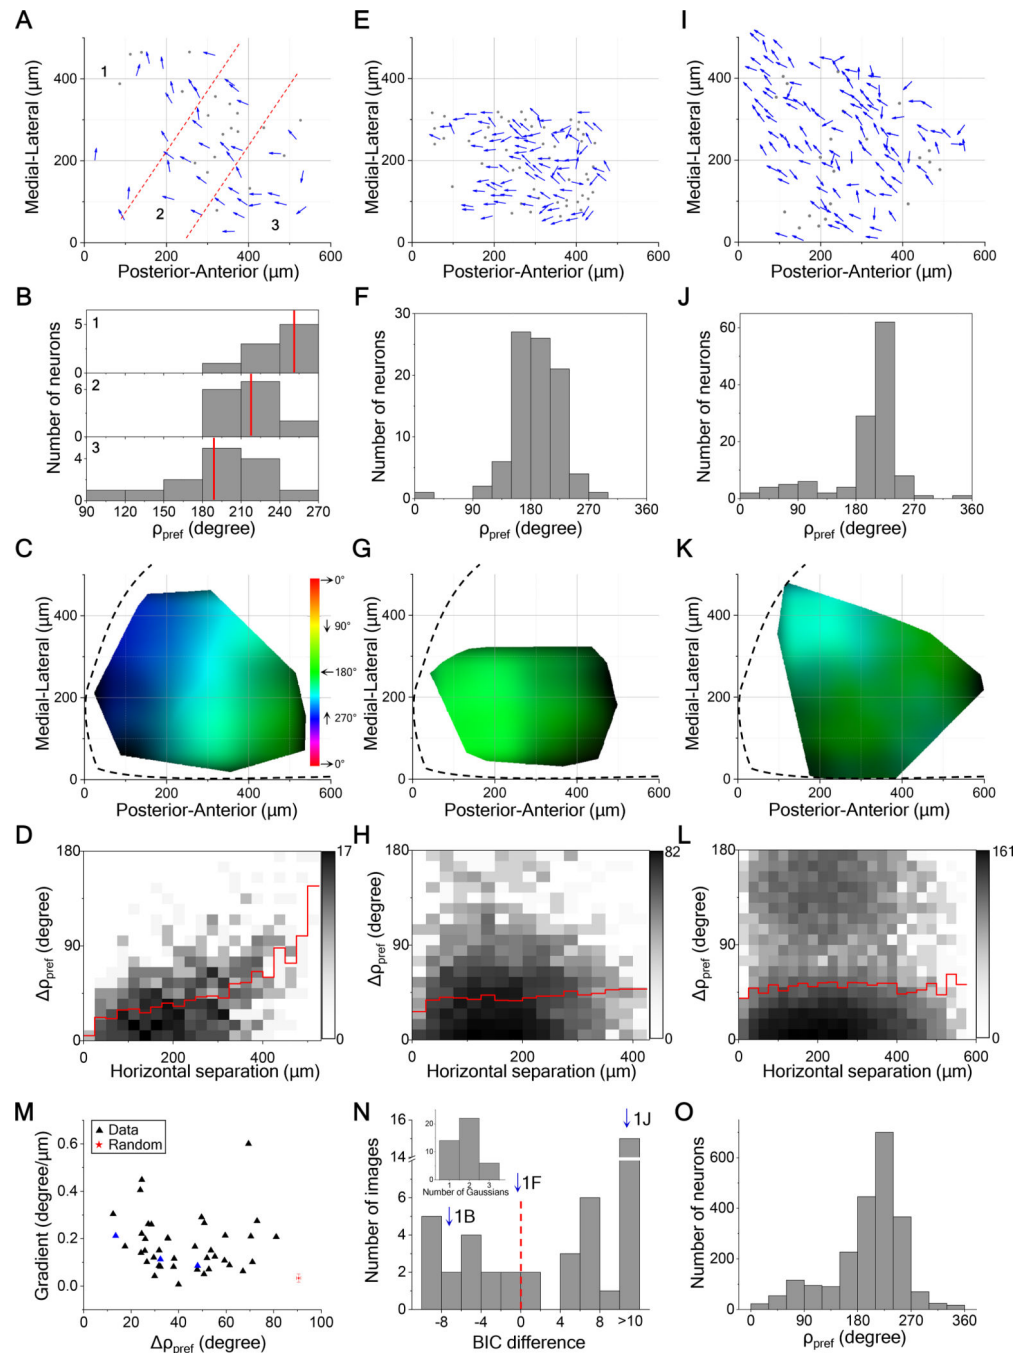 A
E
I
Medial-Lateral (µm)
400
200
0
1
2
3
0 200 400 600
Posterior-Anterior (µm)
Medial-Lateral (µm)
400
200
0
0 200 400 600
Posterior-Anterior (µm)
Medial-Lateral (µm)
400
200
0
0 200 400 600
Posterior-Anterior (µm)
B
F
J
Number of neurons
5
0
1
6
0
2
4
0
3
90 120 150 180 210 240 270
ρpref (degree)
Number of neurons
30
20
10
0
0 90 180 270 360
ρpref (degree)
Number of neurons
60
40
20
0
0 90 180 270 360
ρpref (degree)
C
G
K
Medial-Lateral (µm)
400
200
0
0°
90°
180°
270°
0°
0 200 400 600
Posterior-Anterior (µm)
Medial-Lateral (µm)
400
200
0
0 200 400 600
Posterior-Anterior (µm)
Medial-Lateral (µm)
400
200
0
0 200 400 600
Posterior-Anterior (µm)
D
H
L
Δρpref (degree)
180
90
0
17
0
0 200 400
Horizontal separation (µm)
Δρpref (degree)
180
90
0
82
0
0 200 400
Horizontal separation (µm)
Δρpref (degree)
180
90
0
161
0
0 200 400 600
Horizontal separation (µm)
M
N
O
Gradient (degree/µm)
0.6
0.4
0.2
0.0
Data
Random
0 20 40 60 80 100
Δρpref (degree)
Number of images
16
14
6
4
2
0
20
0
1 2 3
Number of Gaussians
1B
1F
1J
-8 -4 0 4 8 >10
BIC difference
Number of neurons
600
400
200
0
0 90 180 270 360
ρpref (degree)